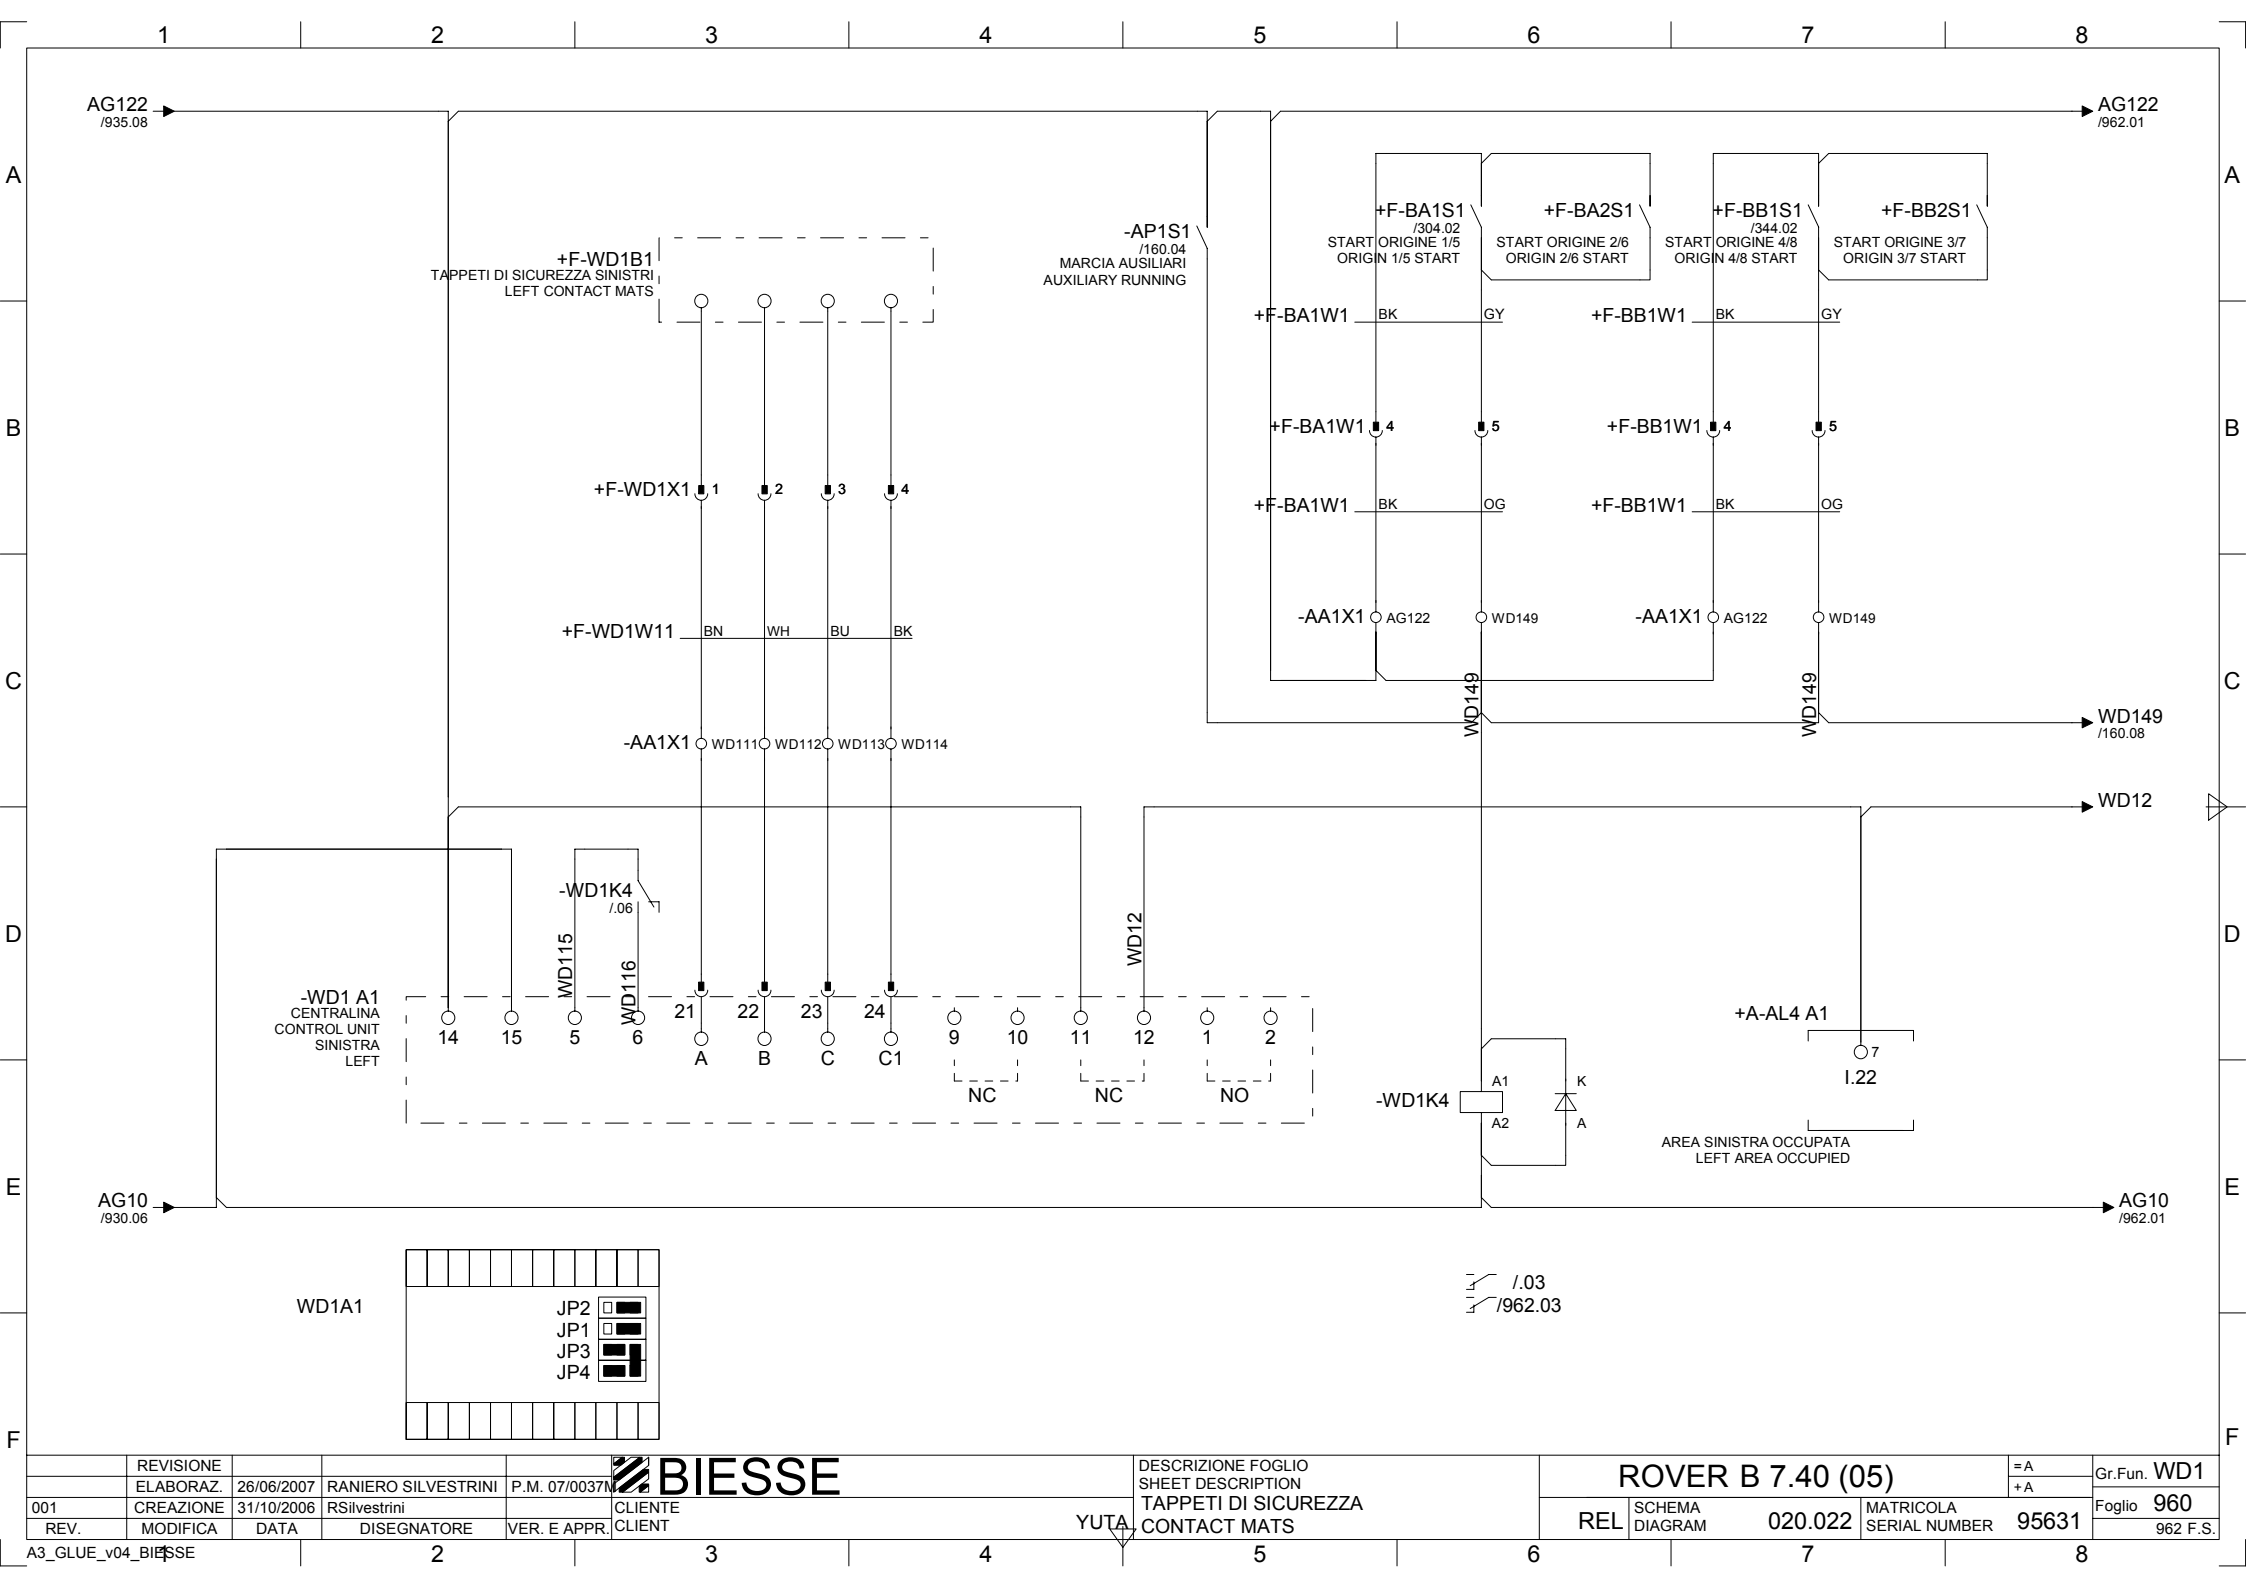 1 2 3 4 5 6 7 8
AG122
/935.08
AG122
/962.01
A
A
+F-WD1B1
TAPPETI DI SICUREZZA SINISTRI
LEFT CONTACT MATS
-AP1S1
/160.04
MARCIA AUSILIARI
AUXILIARY RUNNING
+F-BA1S1
/304.02
START ORIGINE 1/5
ORIGIN 1/5 START
+F-BA2S1
START ORIGINE 2/6
ORIGIN 2/6 START
+F-BB1S1
/344.02
START ORIGINE 4/8
ORIGIN 4/8 START
+F-BB2S1
START ORIGINE 3/7
ORIGIN 3/7 START
+F-BA1W1 BK GY
+F-BB1W1 BK GY
B
B
+F-BA1W1 4 5
+F-BB1W1 4 5
+F-WD1X1 1 2 3 4
+F-BA1W1 BK OG
+F-BB1W1 BK OG
-AA1X1 AG122 WD149
-AA1X1 AG122 WD149
+F-WD1W11 BN WH BU BK
C
C
WD149
WD149
WD149
/160.08
-AA1X1 WD111 WD112 WD113 WD114
WD12
-WD1K4
/.06
D
D
WD115
WD116
WD12
-WD1 A1
CENTRALINA
CONTROL UNIT
SINISTRA
LEFT
21 22 23 24
14 15 5 6 9 10 11 12 1 2
A B C C1
NC NC NO
+A-AL4 A1
7
I.22
AREA SINISTRA OCCUPATA
LEFT AREA OCCUPIED
-WD1K4
A1
A2
K
A
E
E
AG10
/930.06
AG10
/962.01
/.03
/962.03
WD1A1
JP2
JP1
JP3
JP4
F
F
REVISIONE
ELABORAZ. 26/06/2007 RANIERO SILVESTRINI P.M. 07/0037M
001 CREAZIONE 31/10/2006 RSilvestrini
REV. MODIFICA DATA DISEGNATORE VER. E APPR.
BIESSE
CLIENTE
CLIENT
YUTA
DESCRIZIONE FOGLIO
SHEET DESCRIPTION
TAPPETI DI SICUREZZA
CONTACT MATS
ROVER B 7.40 (05)
REL
SCHEMA
DIAGRAM
020.022
MATRICOLA
SERIAL NUMBER
95631
= A
+ A
Gr.Fun. WD1
Foglio 960
962 F.S.
A3_GLUE_v04_BIESSE
1 2 3 4 5 6 7 8